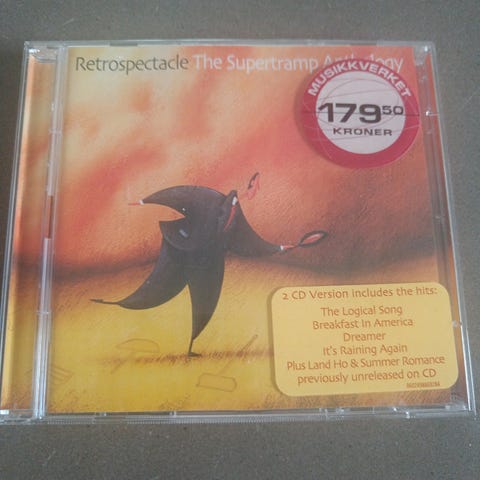 Retrospectacle The Supertramp Anthology
MUSIKKVERKET
179 50
KRONER
2 CD Version includes the hits:
The Logical Song
Breakfast In America
Dreamer
It's Raining Again
Plus Land Ho & Summer Romance
previously unreleased on CD